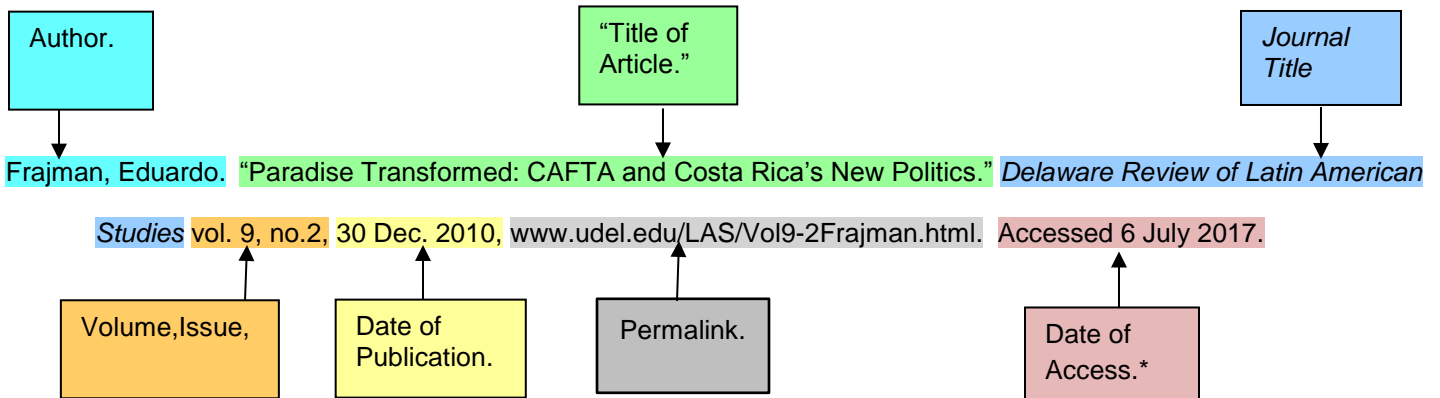 Author.
“Title of
Article.”
Journal
Title
Frajman, Eduardo. “Paradise Transformed: CAFTA and Costa Rica’s New Politics.” Delaware Review of Latin American
Studies vol. 9, no.2, 30 Dec. 2010, www.udel.edu/LAS/Vol9-2Frajman.html. Accessed 6 July 2017.
Volume,Issue,
Date of
Publication.
Permalink.
Date of
Access.*